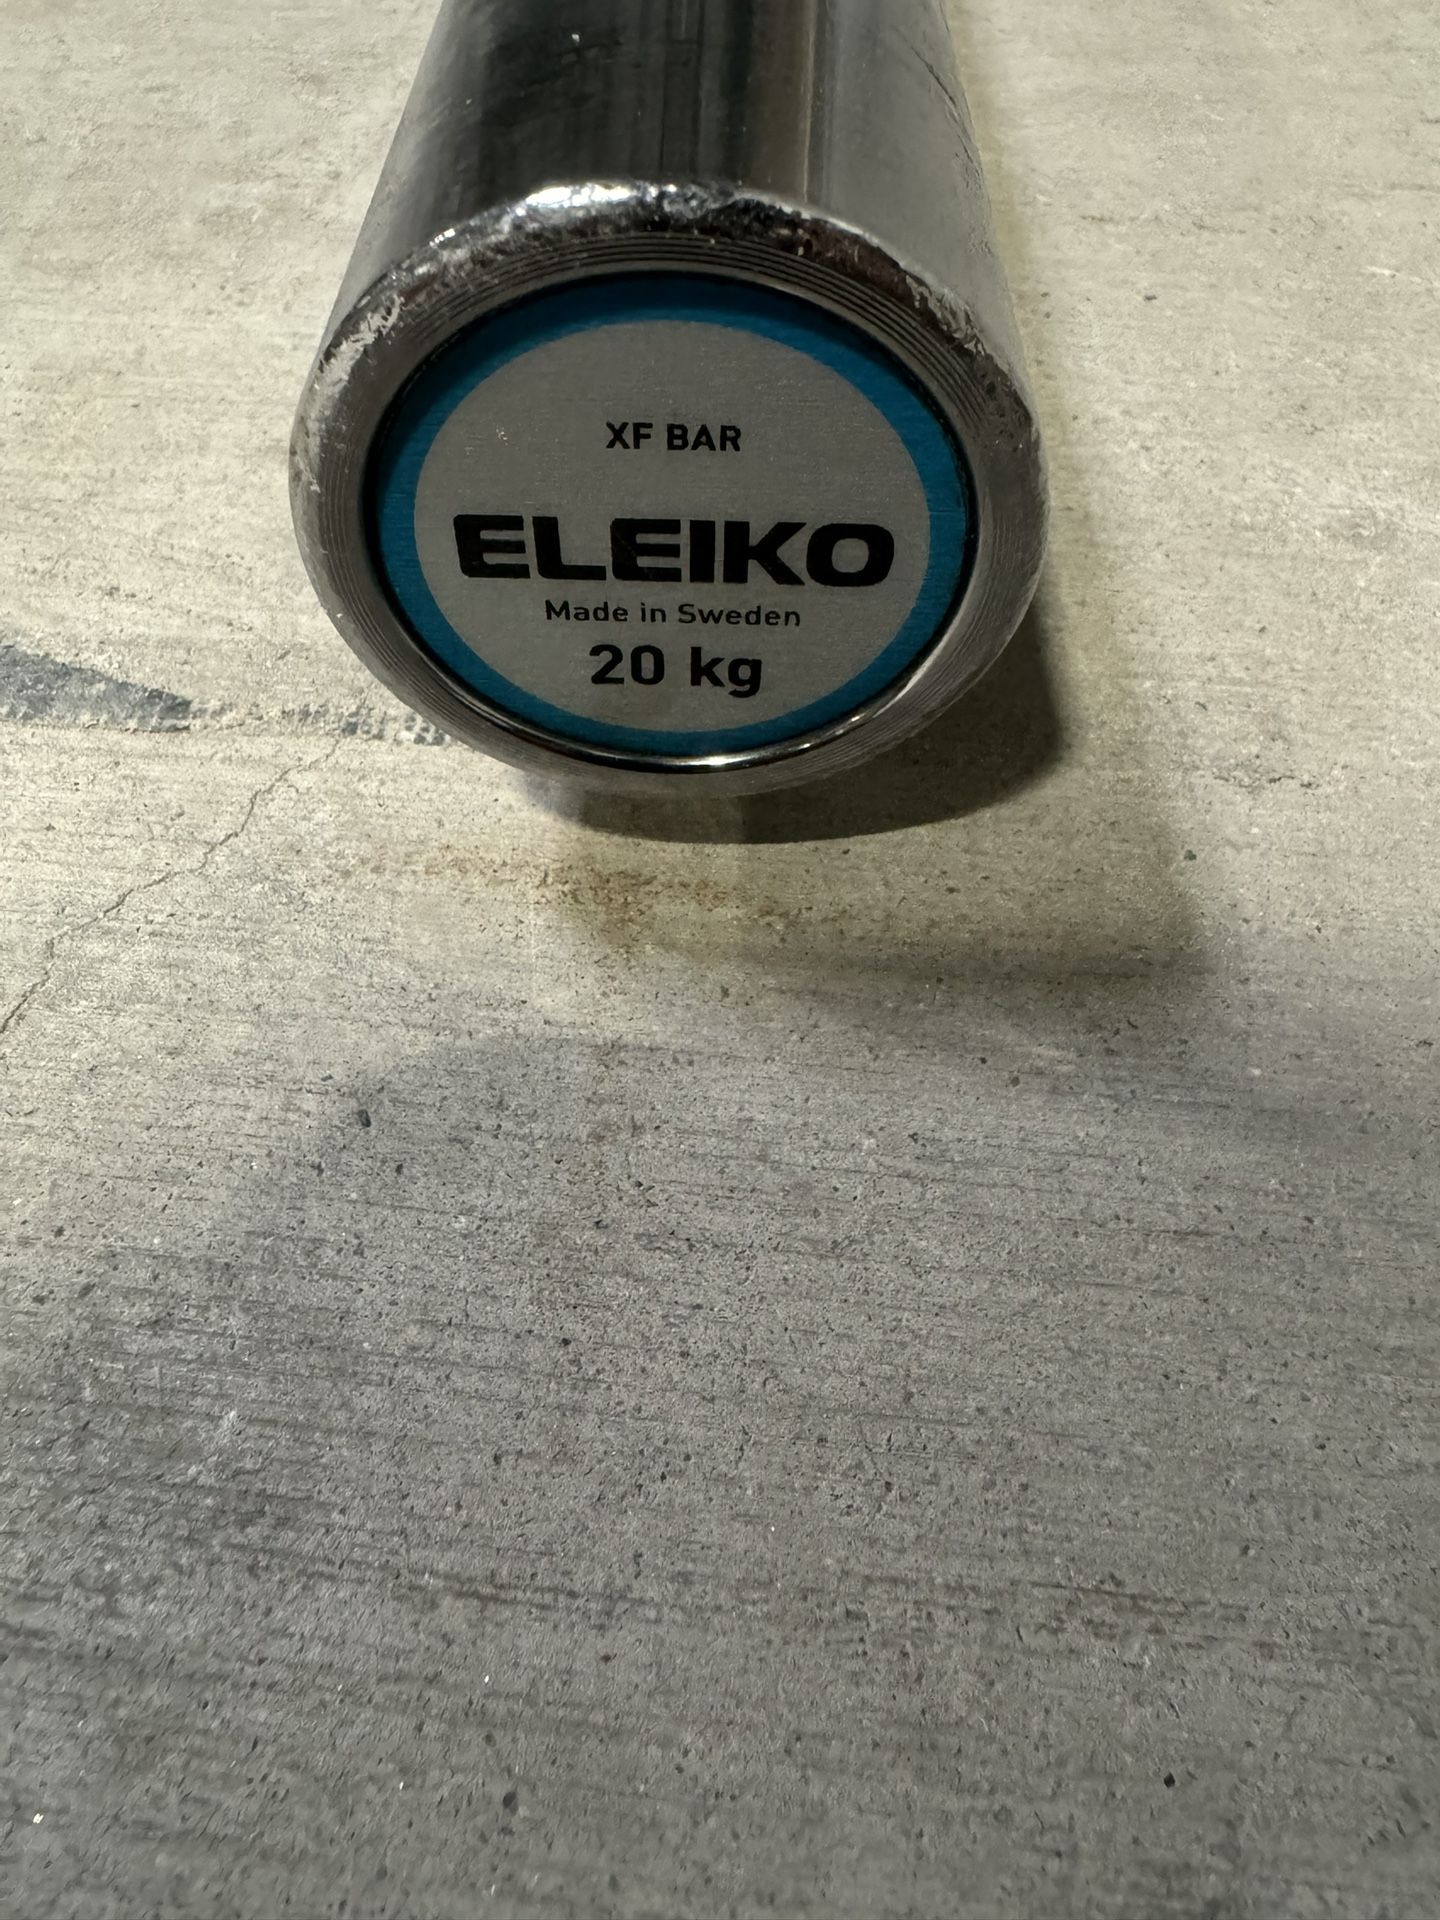 XF BAR
ELEIKO
Made in Sweden
20 kg